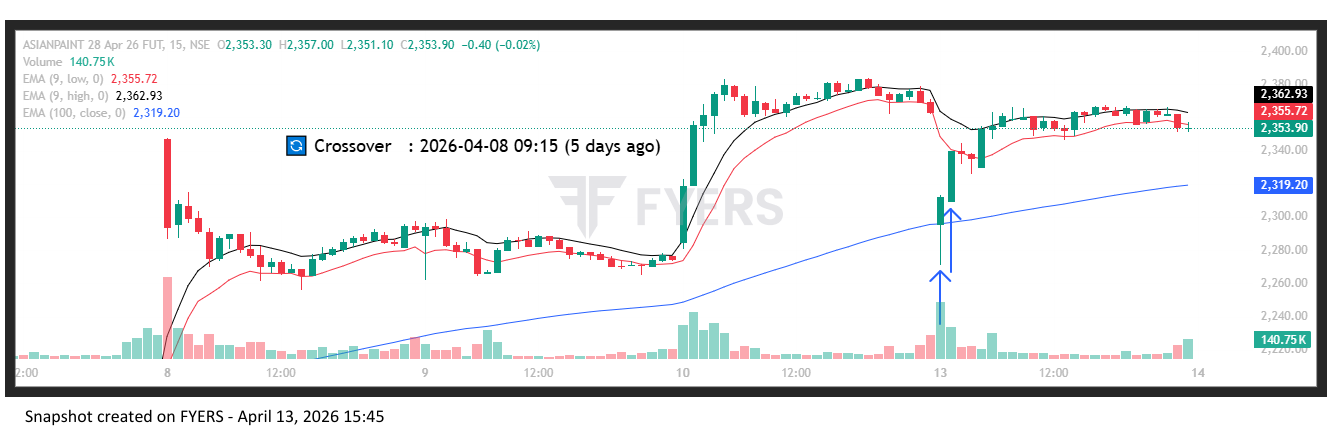 ASIANPAINT 28 Apr 26 FUT, 15, NSE O2,353.30 H2,357.00 L2,351.10 C2,353.90 −0.40 (−0.02%)
Volume 140.75K
EMA (9, low, 0) 2,355.72
EMA (9, high, 0) 2,362.93
EMA (100, close, 0) 2,319.20
Crossover : 2026-04-08 09:15 (5 days ago)
FYERS
2,400.00
2,380.00
2,362.93
2,355.72
2,353.90
2,340.00
2,319.20
2,300.00
2,280.00
2,260.00
2,240.00
140.75K
2,220.00
2:00 8 12:00 9 12:00 10 12:00 13 12:00 14
Snapshot created on FYERS - April 13, 2026 15:45